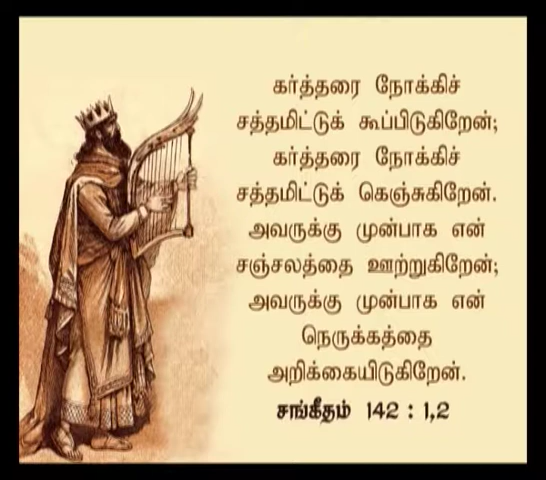 கர்த்தரை நோக்கிச்
சத்தமிட்டுக் கூப்பிடுகிறேன்;
கர்த்தரை நோக்கிச்
சத்தமிட்டுக் கெஞ்சுகிறேன்.
அவருக்கு முன்பாக என்
சஞ்சலத்தை ஊற்றுகிறேன்;
அவருக்கு முன்பாக என்
நெருக்கத்தை
அறிக்கையிடுகிறேன்.
சங்கீதம் 142 : 1,2